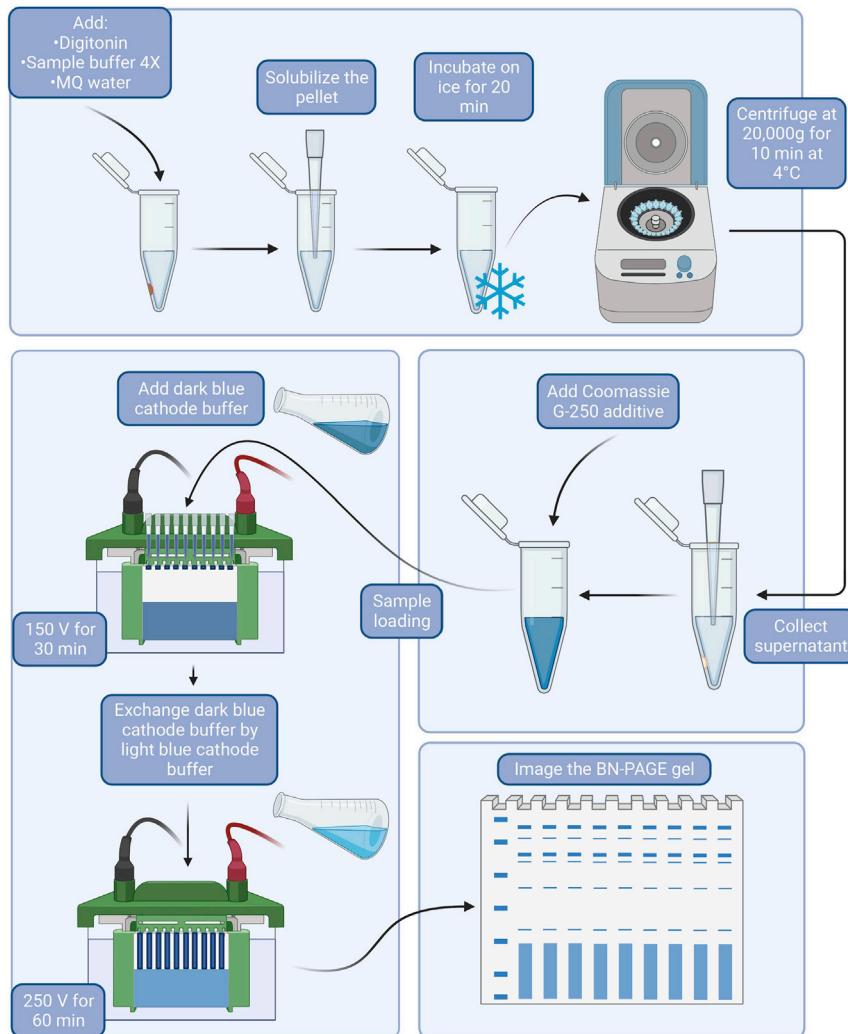 Add:
•Digitonin
•Sample buffer 4X
•MQ water
Solubilize the
pellet
Incubate on
ice for 20
min
Centrifuge at
20,000g for
10 min at
4°C
Collect
supernatant
Add Coomassie
G-250 additive
Sample
loading
Add dark blue
cathode buffer
150 V for
30 min
Exchange dark blue
cathode buffer by
light blue cathode
buffer
250 V for
60 min
Image the BN-PAGE gel